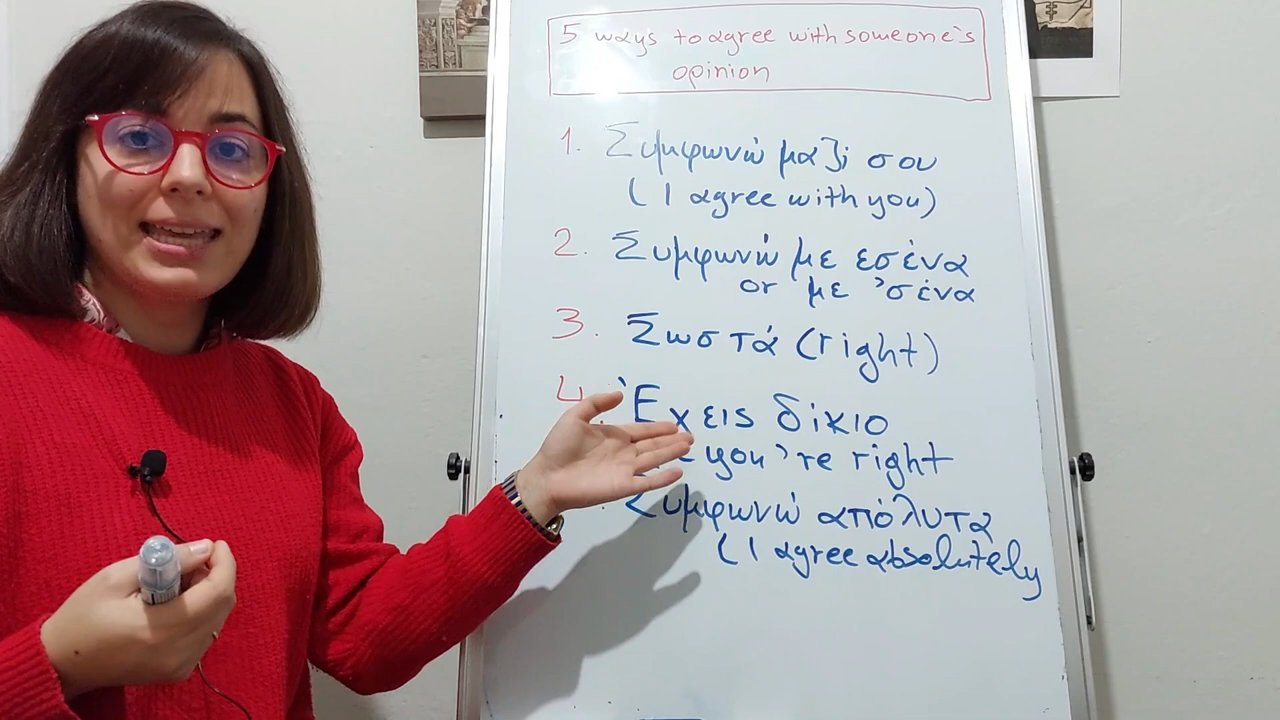 5 ways to agree with someone's
opinion
1. Συμφωνώ μαζί σου
( I agree with you)
2. Συμφωνώ με εσένα
or με 'σένα
3. Σωστά (right)
4. Έχεις δίκιο
you're right
Συμφωνώ απόλυτα
( I agree absolutely